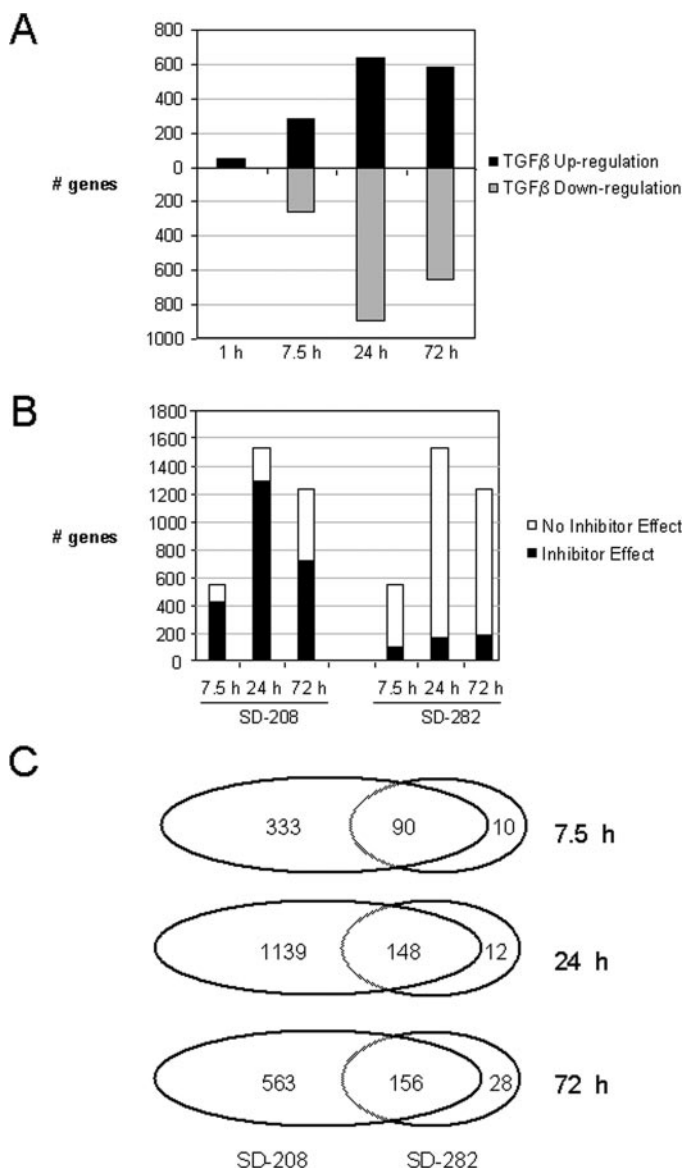 A
800
600
400
200
0
200
400
600
800
1000
# genes
1 h 7.5 h 24 h 72 h
TGFβ Up-regulation
TGFβ Down-regulation
B
1800
1600
1400
1200
1000
800
600
400
200
0
# genes
7.5 h 24 h 72 h 7.5 h 24 h 72 h
SD-208 SD-282
No Inhibitor Effect
Inhibitor Effect
C
333 90 10 7.5 h
1139 148 12 24 h
563 156 28 72 h
SD-208 SD-282